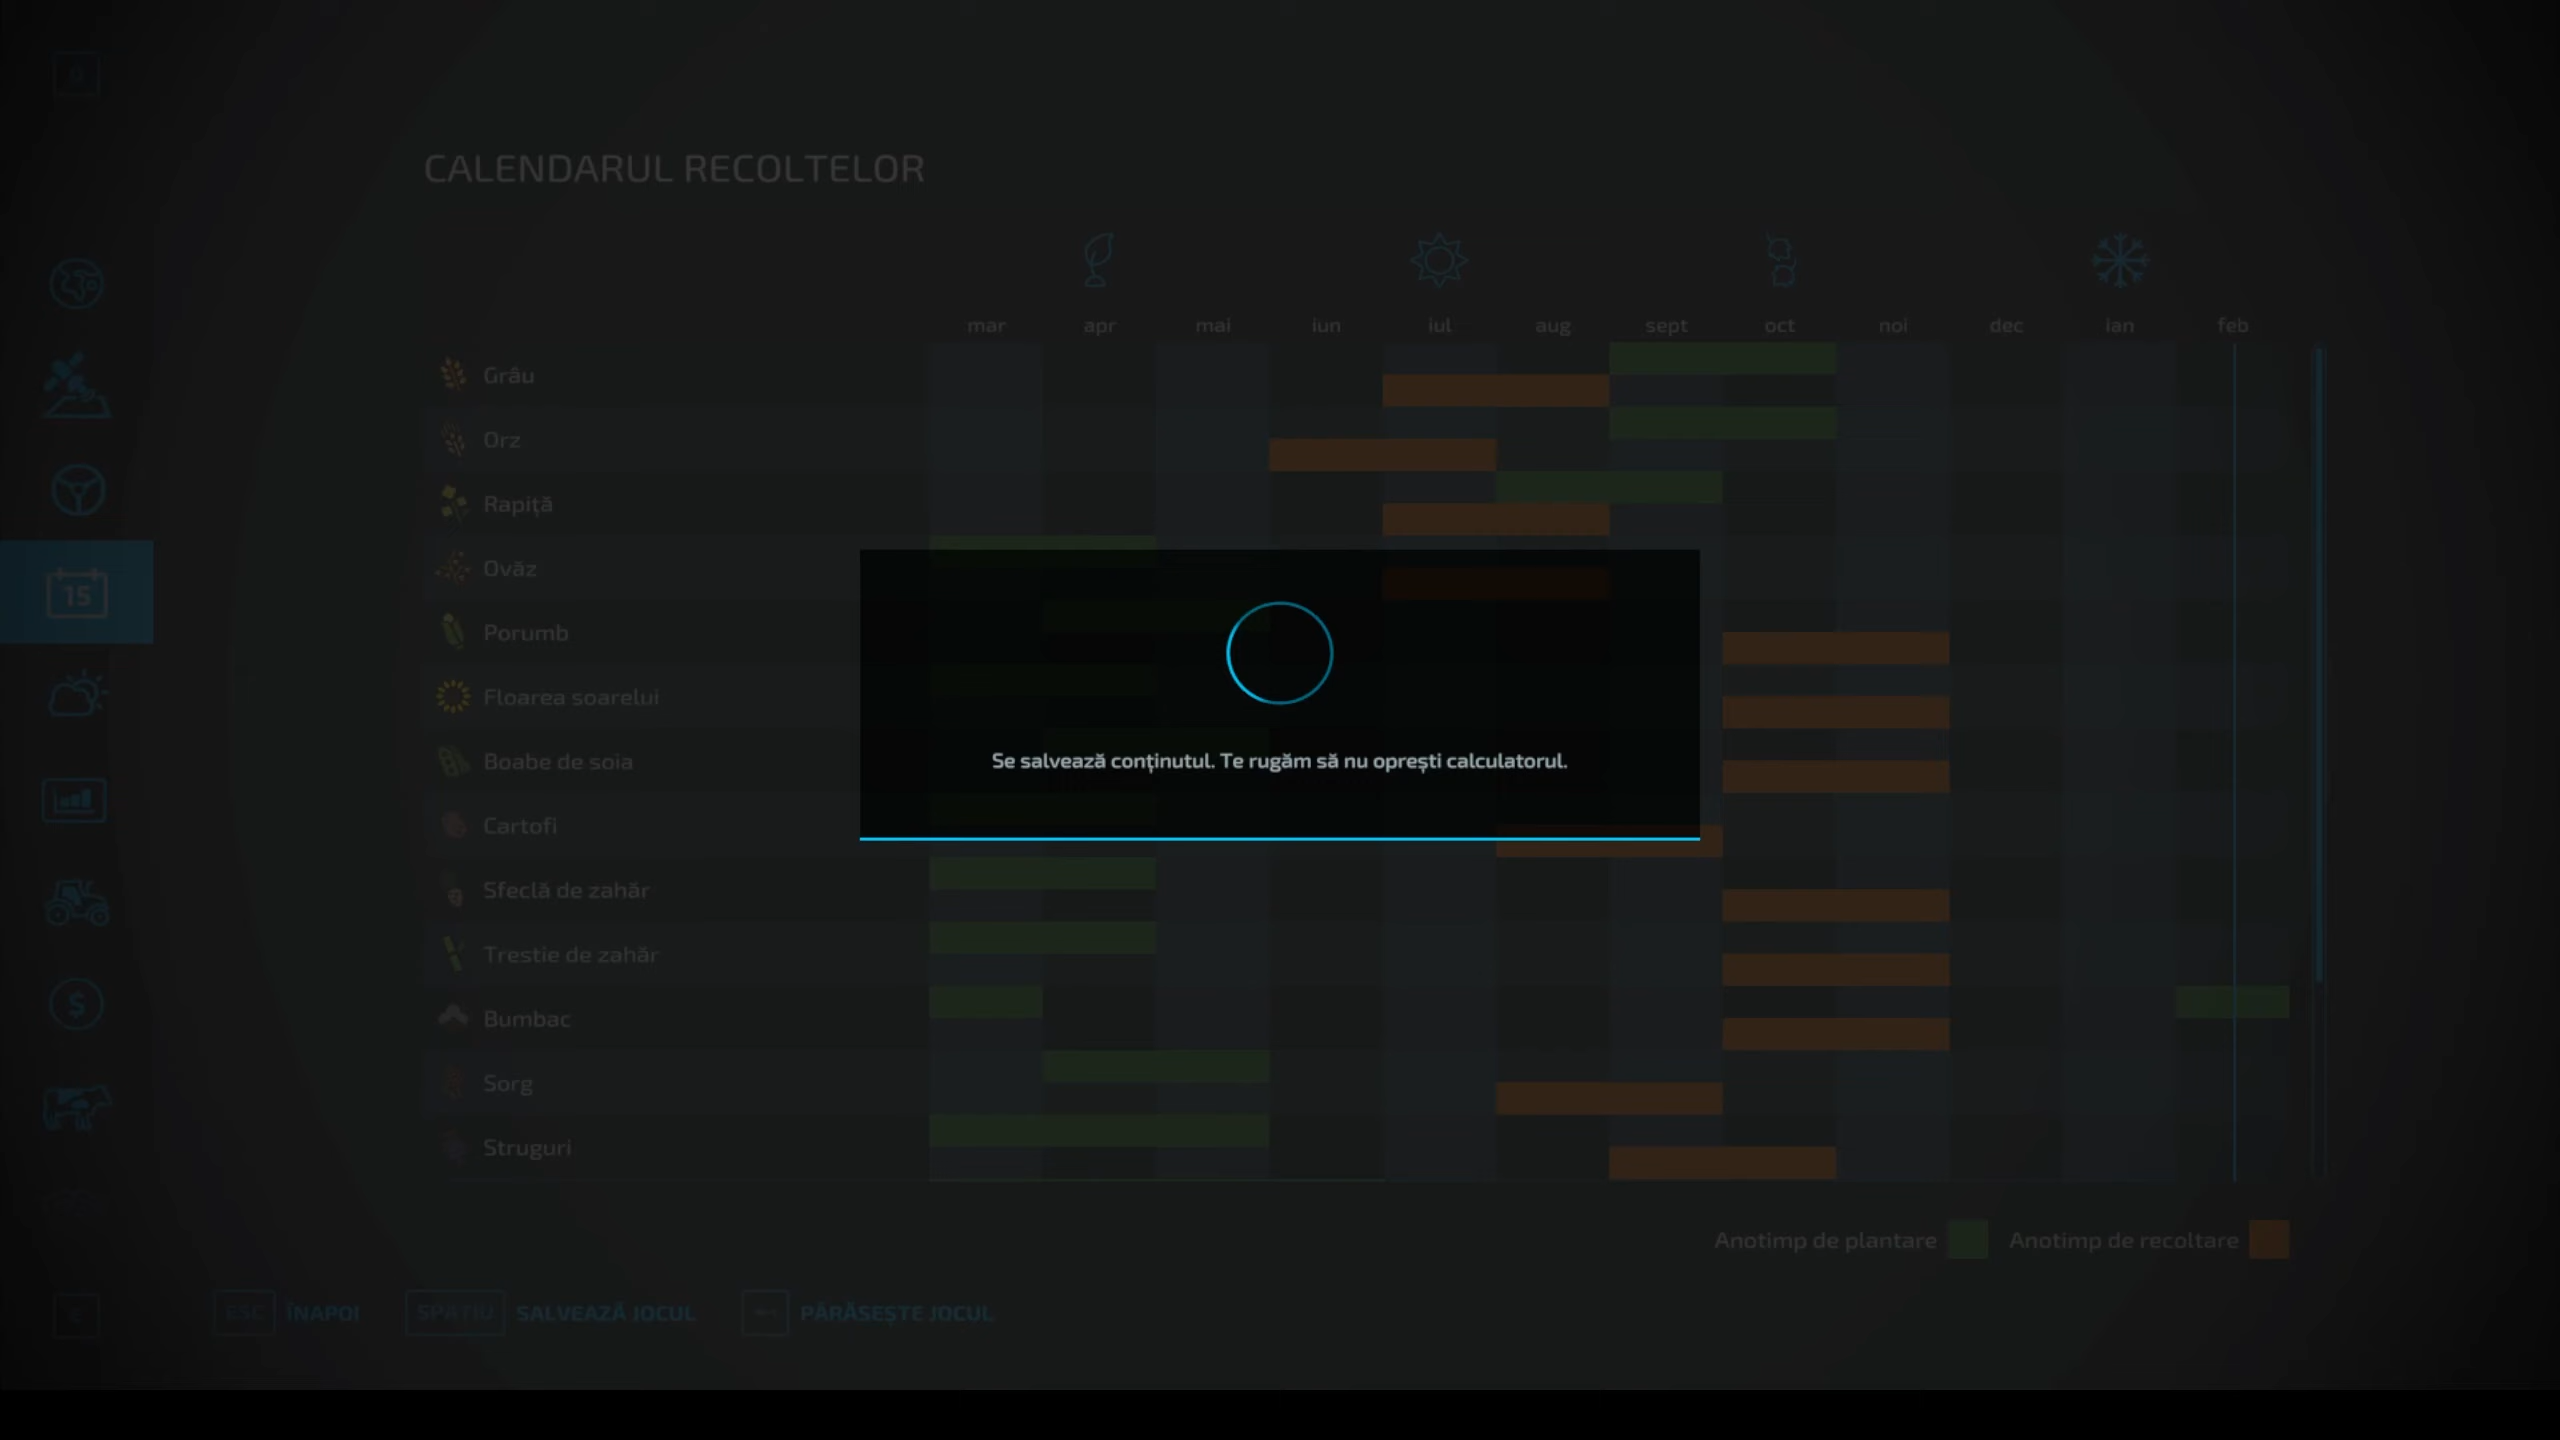 CALENDARUL RECOLTELOR
mar apr mai iun iul aug sept oct noi dec ian feb
Grâu
Orz
Rapiță
Ovăz
15
Porumb
Floarea soarelui
Boabe de soia
Se salvează conținutul. Te rugăm să nu oprești calculatorul.
Cartofi
Sfeclă de zahăr
Trestie de zahăr
$
Bumbac
Sorg
Struguri
Anotimp de plantare Anotimp de recoltare
ESC ÎNAPOI SPAȚIU SALVEAZĂ JOCUL PĂRĂSEȘTE JOCUL